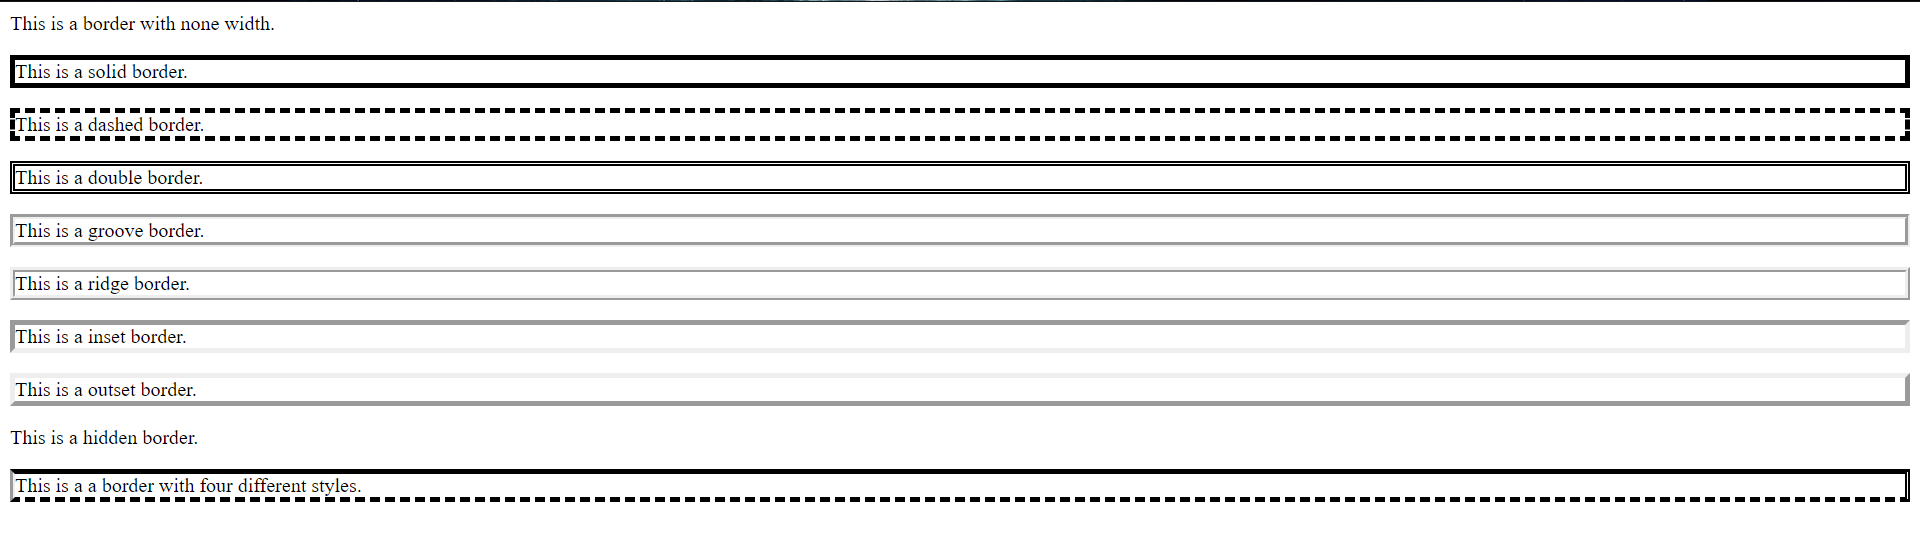 This is a border with none width.
This is a solid border.
This is a dashed border.
This is a double border.
This is a groove border.
This is a ridge border.
This is a inset border.
This is a outset border.
This is a hidden border.
This is a a border with four different styles.